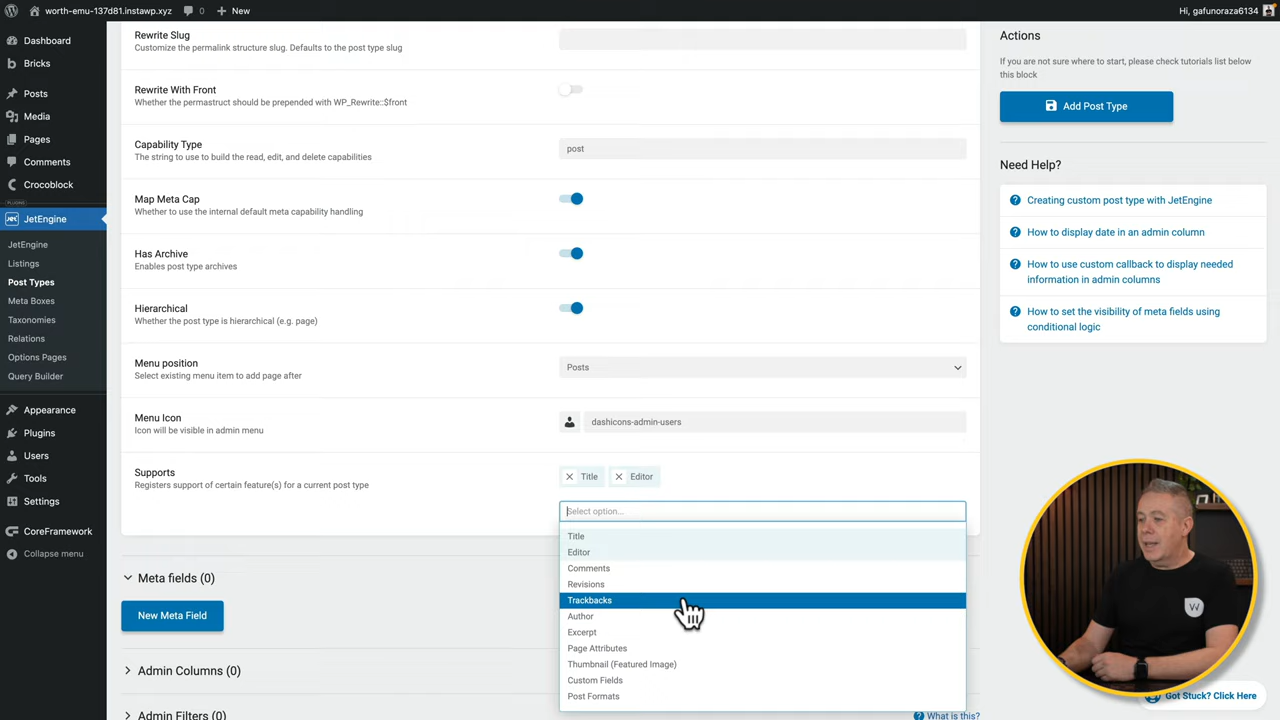 worth-emu-137d81.instawp.xyz
0
New
Hi, gafunoraza6134
Dashboard
Bricks
Posts
Media
Pages
Comments
Crocoblock
JetEngine
JetEngine
Listings
Post Types
Meta Boxes
Taxonomies
Relations
Options Pages
Query Builder
Appearance
Plugins
Users
Tools
Settings
CoreFramework
Collapse menu
Rewrite Slug
Customize the permalink structure slug. Defaults to the post type slug
Rewrite With Front
Whether the permastruct should be prepended with WP_Rewrite::$front
Capability Type
The string to use to build the read, edit, and delete capabilities
post
Map Meta Cap
Whether to use the internal default meta capability handling
Has Archive
Enables post type archives
Hierarchical
Whether the post type is hierarchical (e.g. page)
Menu position
Select existing menu item to add page after
Posts
Menu Icon
Icon will be visible in admin menu
dashicons-admin-users
Supports
Registers support of certain feature(s) for a current post type
Title
Editor
Select option...
Title
Editor
Comments
Revisions
Trackbacks
Author
Excerpt
Page Attributes
Thumbnail (Featured Image)
Custom Fields
Post Formats
Meta fields (0)
New Meta Field
Admin Columns (0)
Admin Filters (0)
What is this?
Actions
If you are not sure where to start, please check tutorials list below
this block
Add Post Type
Need Help?
Creating custom post type with JetEngine
How to display date in an admin column
How to use custom callback to display needed
information in admin columns
How to set the visibility of meta fields using
conditional logic
W
Got Stuck? Click Here